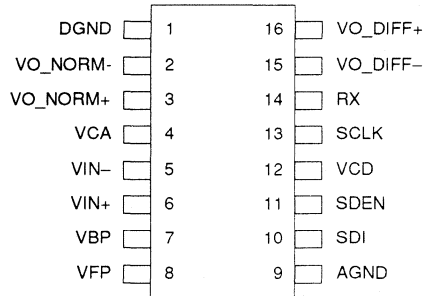 DGND 1 16 VO_DIFF+
VO_NORM- 2 15 VO_DIFF–
VO_NORM+ 3 14 RX
VCA 4 13 SCLK
VIN– 5 12 VCD
VIN+ 6 11 SDEN
VBP 7 10 SDI
VFP 8 9 AGND